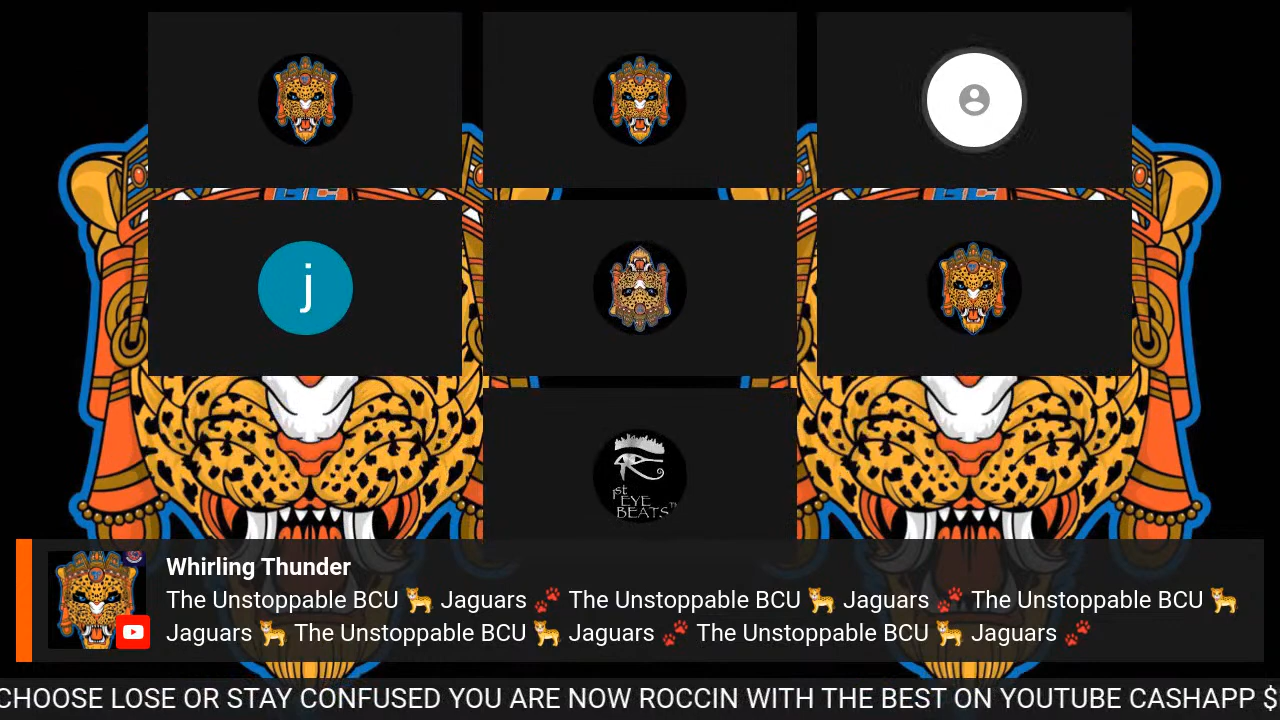 j
1st
EYE
BEATS™
Whirling Thunder
The Unstoppable BCU 🐆 Jaguars 🐾 The Unstoppable BCU 🐆 Jaguars 🐾 The Unstoppable BCU 🐆
Jaguars 🐆 The Unstoppable BCU 🐆 Jaguars 🐾 The Unstoppable BCU 🐆 Jaguars 🐾
CHOOSE LOSE OR STAY CONFUSED YOU ARE NOW ROCCIN WITH THE BEST ON YOUTUBE CASHAPP $